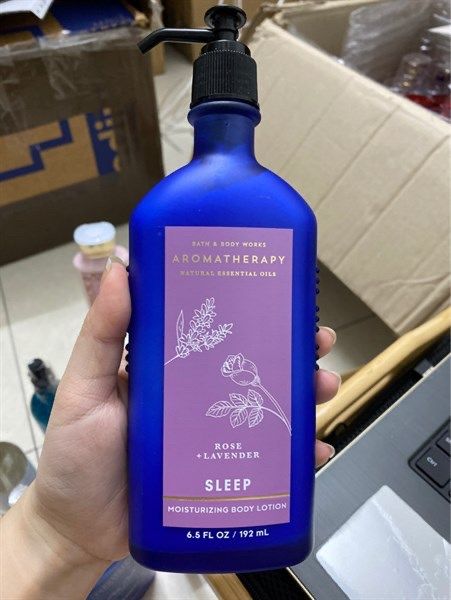 BATH & BODY WORKS
AROMATHERAPY
NATURAL ESSENTIAL OILS
ROSE
+ LAVENDER
SLEEP
MOISTURIZING BODY LOTION
6.5 FL OZ / 192 mL
Ctrl